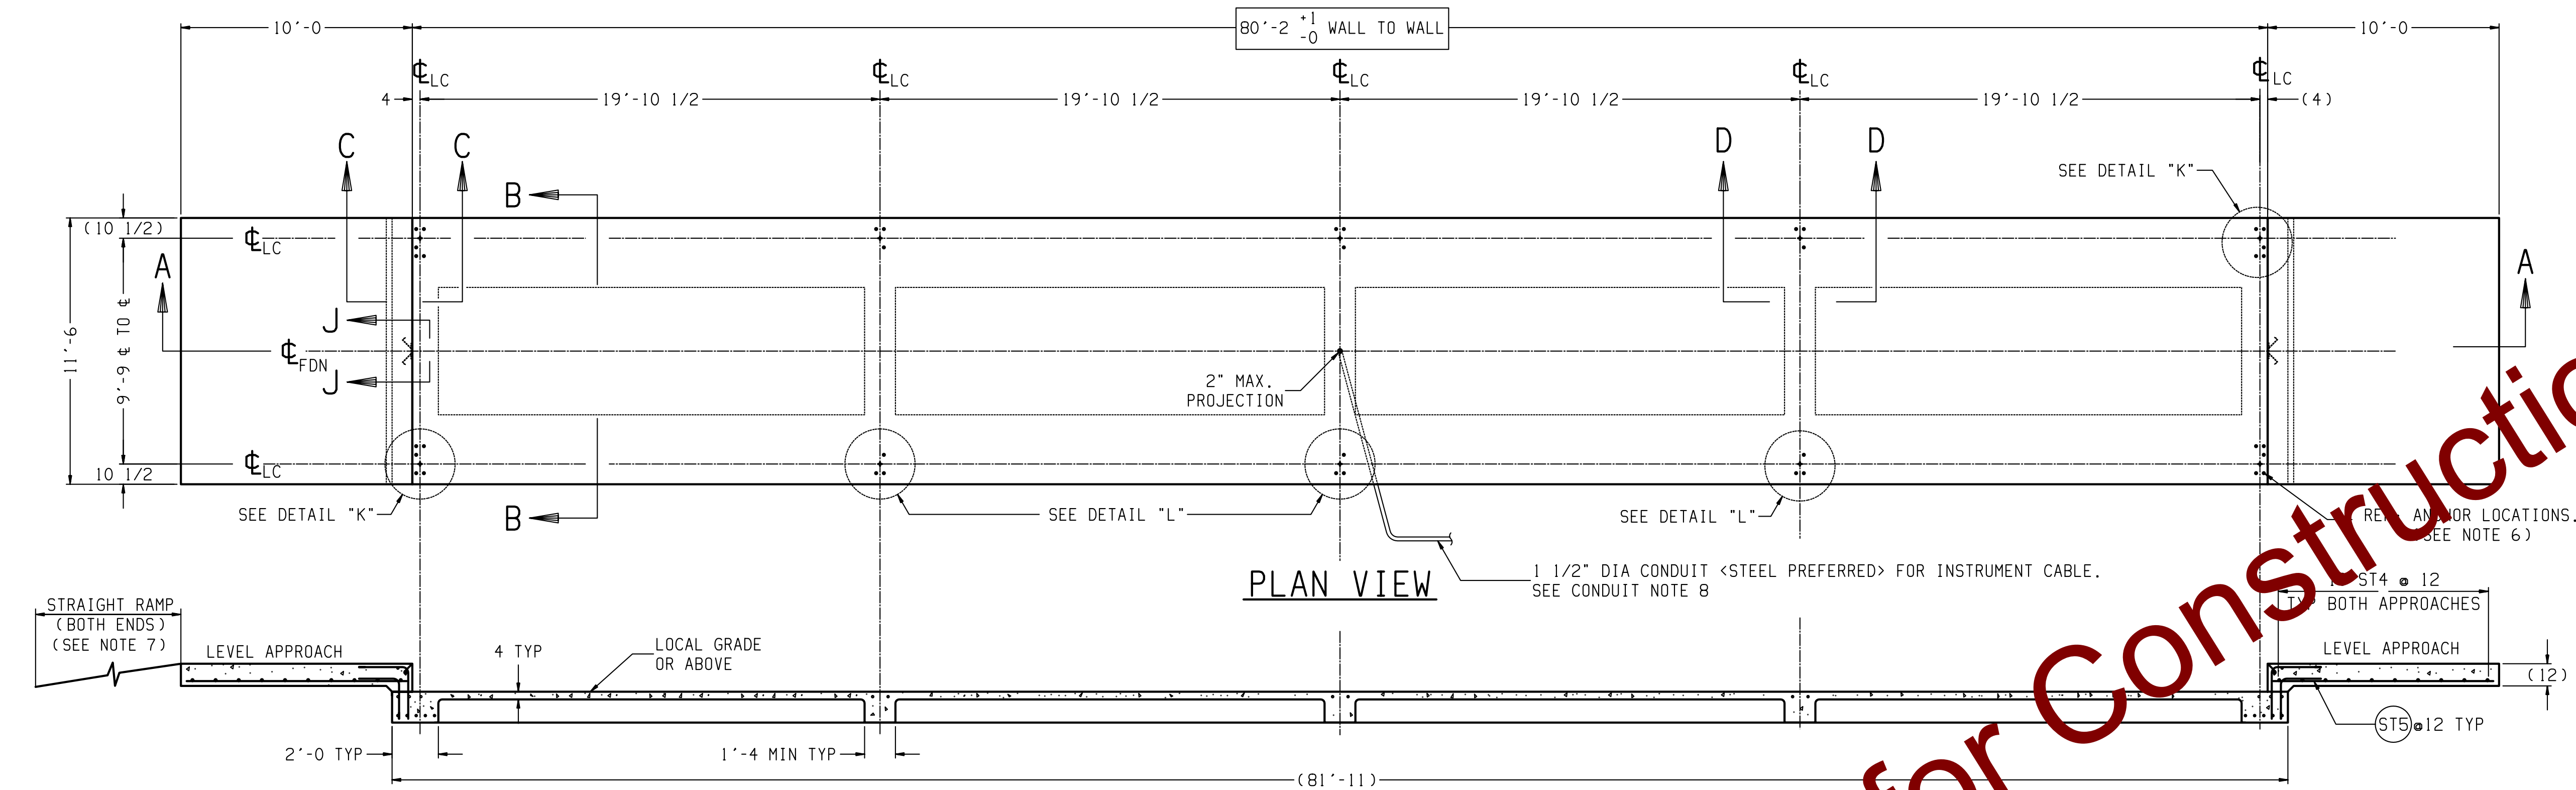 10'-0
80'-2 +1 -0 WALL TO WALL
10'-0
℄LC
℄LC
℄LC
℄LC
℄LC
4
19'-10 1/2
19'-10 1/2
19'-10 1/2
19'-10 1/2
(4)
C
C
B
D
D
SEE DETAIL "K"
(10 1/2)
℄LC
A
A
11'-6
9'-9 ℄ TO ℄
J
℄FDN
J
2" MAX.
PROJECTION
℄LC
10 1/2
SEE DETAIL "K"
B
SEE DETAIL "L"
SEE DETAIL "L"
ANCHOR LOCATIONS.
(SEE NOTE 6)
PLAN VIEW
1 1/2" DIA CONDUIT <STEEL PREFERRED> FOR INSTRUMENT CABLE.
SEE CONDUIT NOTE 8
ST4 @ 12
TYP BOTH APPROACHES
STRAIGHT RAMP
(BOTH ENDS)
(SEE NOTE 7)
LEVEL APPROACH
4 TYP
LOCAL GRADE
OR ABOVE
LEVEL APPROACH
(12)
ST5 @12 TYP
2'-0 TYP
1'-4 MIN TYP
(81'-11)
for Constructio